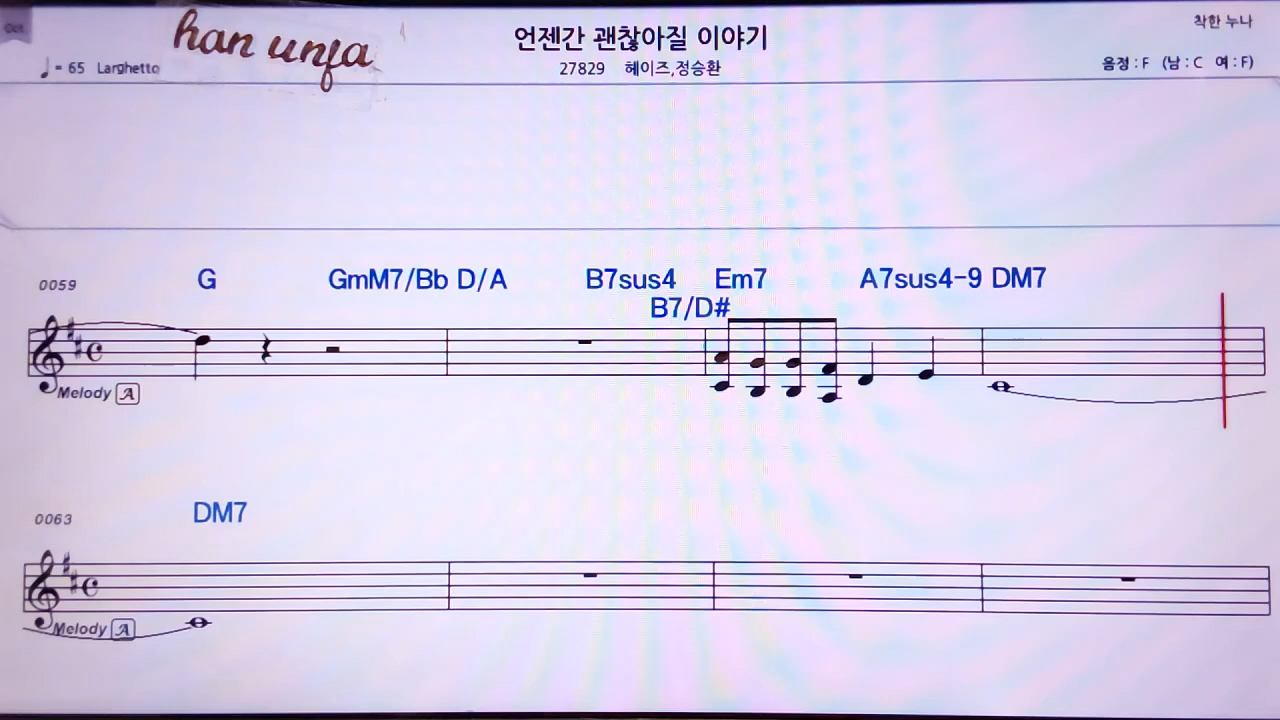 Oct.
han unfa
언젠간 괜찮아질 이야기
착한 누나
♩= 65 Larghetto
27829 헤이즈,정승환
음정 : F (남 : C 여 : F)
0059
G GmM7/Bb D/A B7sus4 Em7 A7sus4-9 DM7
B7/D#
Melody A
0063
DM7
Melody A